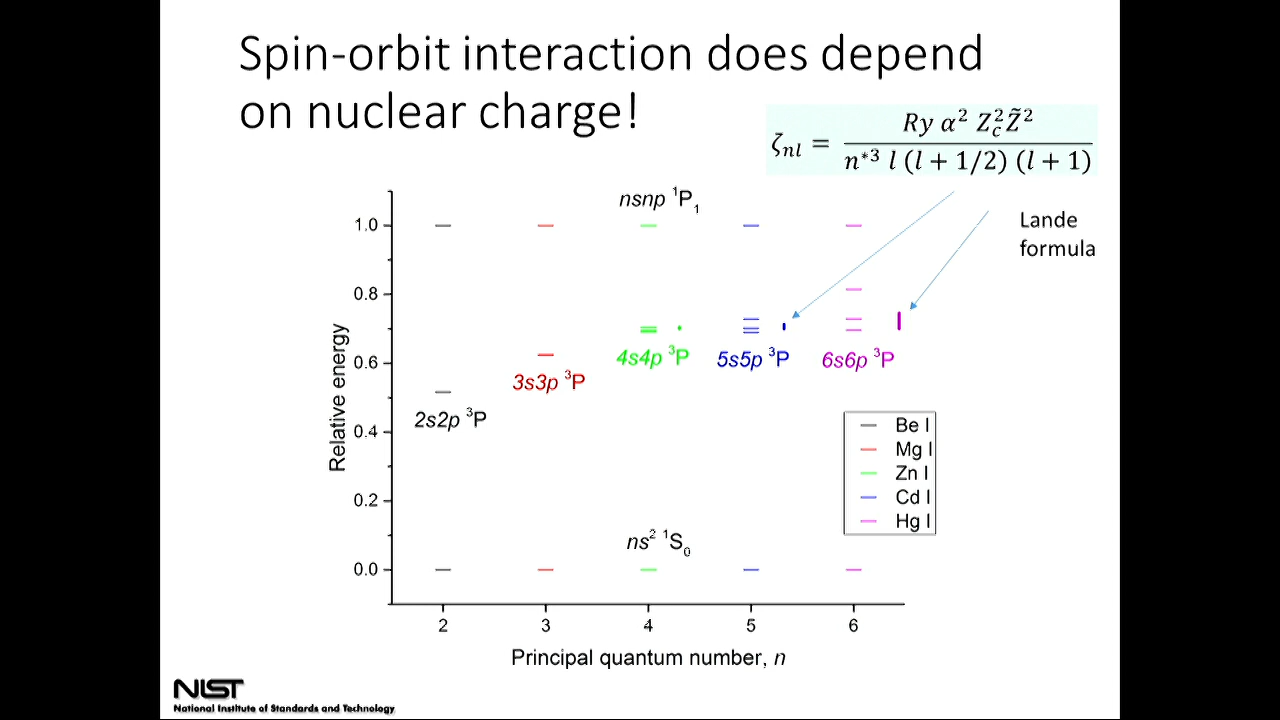 Spin-orbit interaction does depend
on nuclear charge!
ζₙₗ = Ry α² Z_c² Z̃² / n*³ l (l + 1/2) (l + 1)
Lande
formula
nsnp ¹P₁
1.0
0.8
0.6
0.4
0.2
0.0
Relative energy
2s2p ³P
3s3p ³P
4s4p ³P
5s5p ³P
6s6p ³P
ns² ¹S₀
Be I
Mg I
Zn I
Cd I
Hg I
2 3 4 5 6
Principal quantum number, n
NIST
National Institute of Standards and Technology